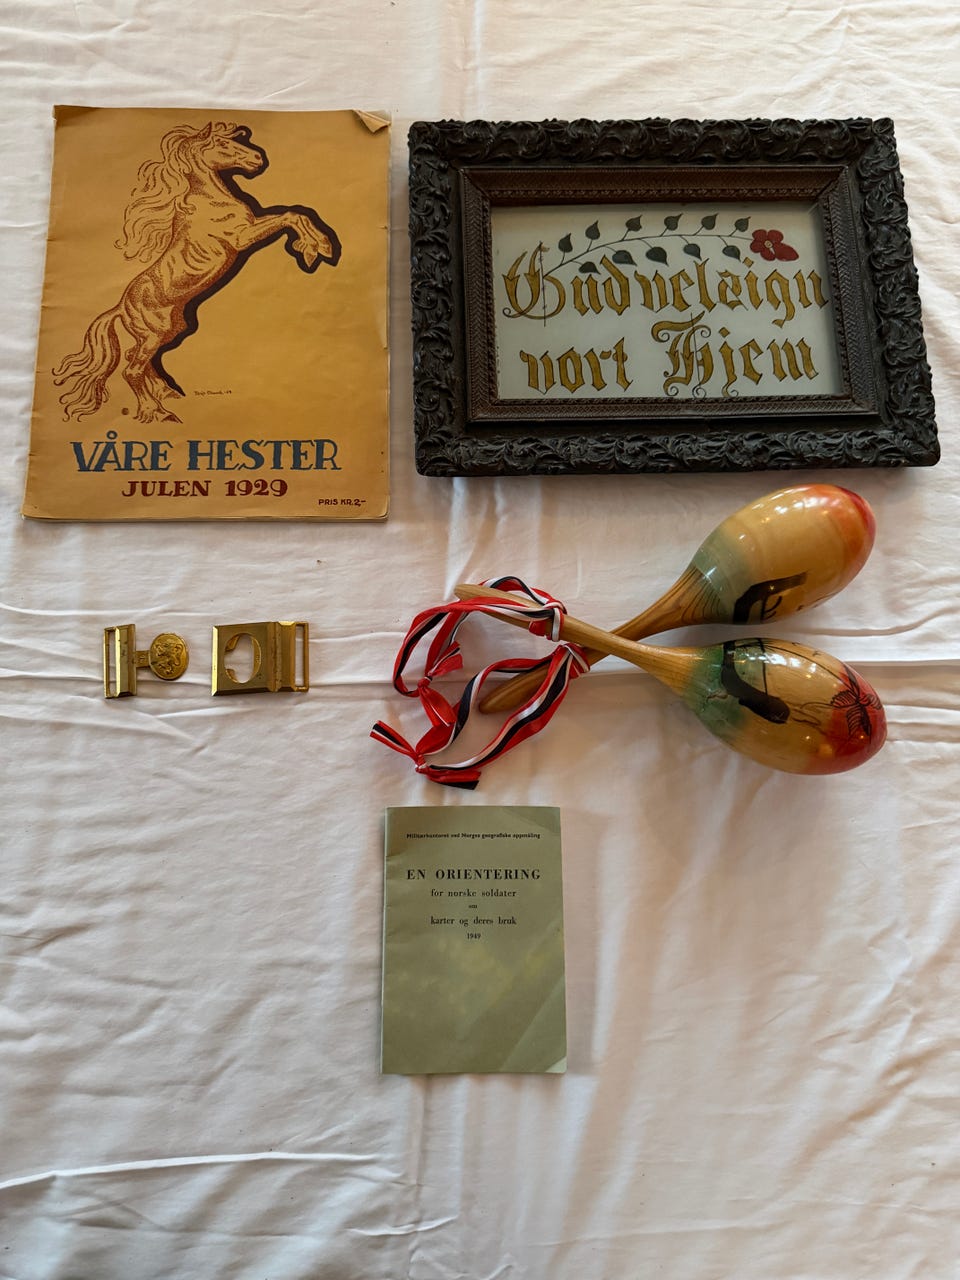 VÅRE HESTER
JULEN 1929
PRIS KR. 2-
Gud velsign
vort Hjem
Militærkontoret ved Norges geografiske oppmåling
EN ORIENTERING
for norske soldater
om
karter og deres bruk
1949